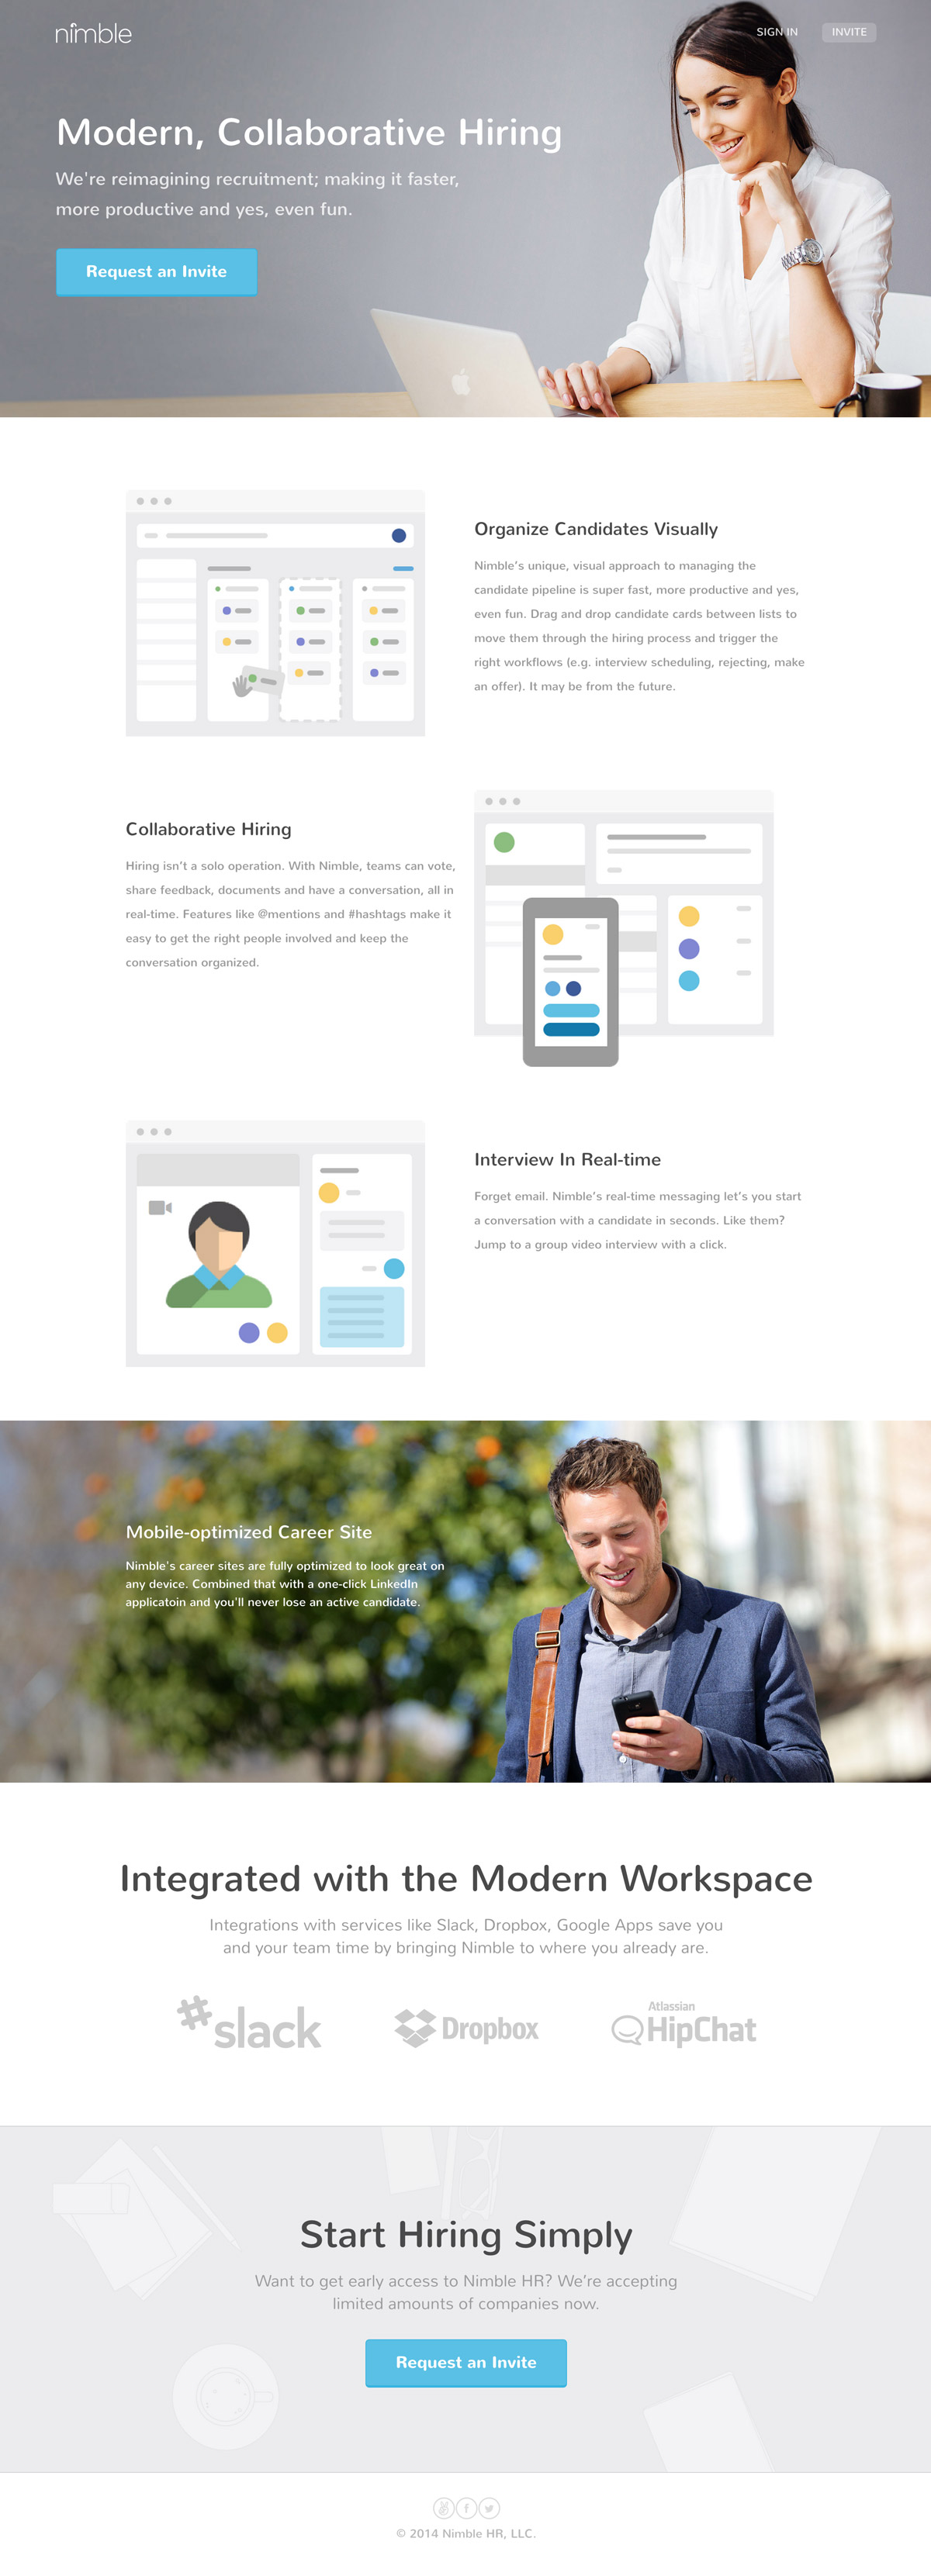 nimble
SIGN IN
INVITE
Modern, Collaborative Hiring
We're reimagining recruitment; making it faster,
more productive and yes, even fun.
Request an Invite
Organize Candidates Visually
Nimble's unique, visual approach to managing the
candidate pipeline is super fast, more productive and yes,
even fun. Drag and drop candidate cards between lists to
move them through the hiring process and trigger the
right workflows (e.g. interview scheduling, rejecting, make
an offer). It may be from the future.
Collaborative Hiring
Hiring isn't a solo operation. With Nimble, teams can vote,
share feedback, documents and have a conversation, all in
real-time. Features like @mentions and #hashtags make it
easy to get the right people involved and keep the
conversation organized.
Interview In Real-time
Forget email. Nimble's real-time messaging let's you start
a conversation with a candidate in seconds. Like them?
Jump to a group video interview with a click.
Mobile-optimized Career Site
Nimble's career sites are fully optimized to look great on
any device. Combined that with a one-click LinkedIn
applicatoin and you'll never lose an active candidate.
Integrated with the Modern Workspace
Integrations with services like Slack, Dropbox, Google Apps save you
and your team time by bringing Nimble to where you already are.
slack
Dropbox
Atlassian
HipChat
Start Hiring Simply
Want to get early access to Nimble HR? We're accepting
limited amounts of companies now.
Request an Invite
© 2014 Nimble HR, LLC.